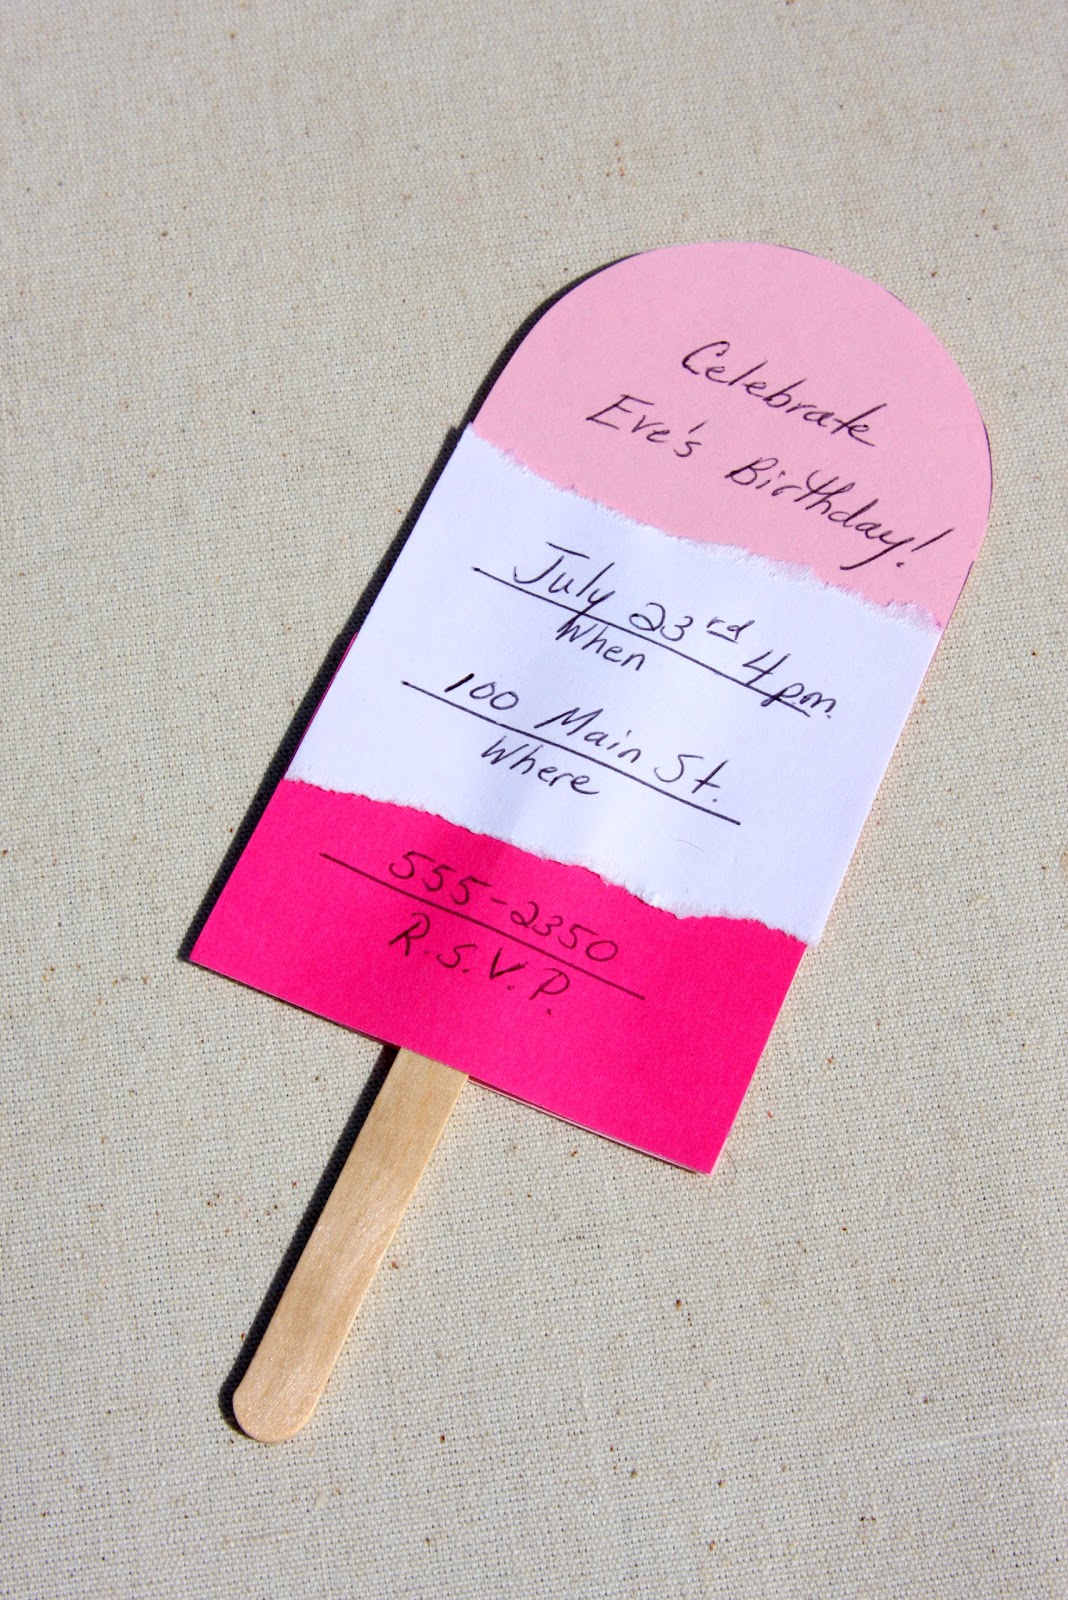 Celebrate
Eve's Birthday!
July 23rd 4pm.
When
100 Main St.
Where
555-2350
R.S.V.P.